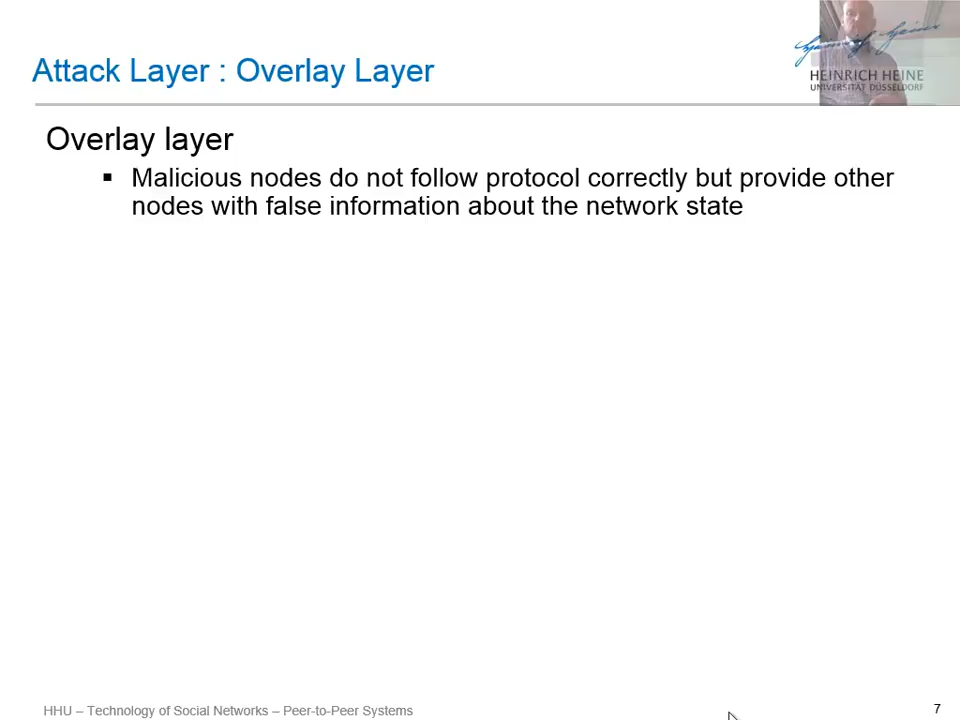 Attack Layer : Overlay Layer
HEINRICH HEINE
UNIVERSITÄT DÜSSELDORF
Overlay layer
▪ Malicious nodes do not follow protocol correctly but provide other
nodes with false information about the network state
HHU – Technology of Social Networks – Peer-to-Peer Systems
7